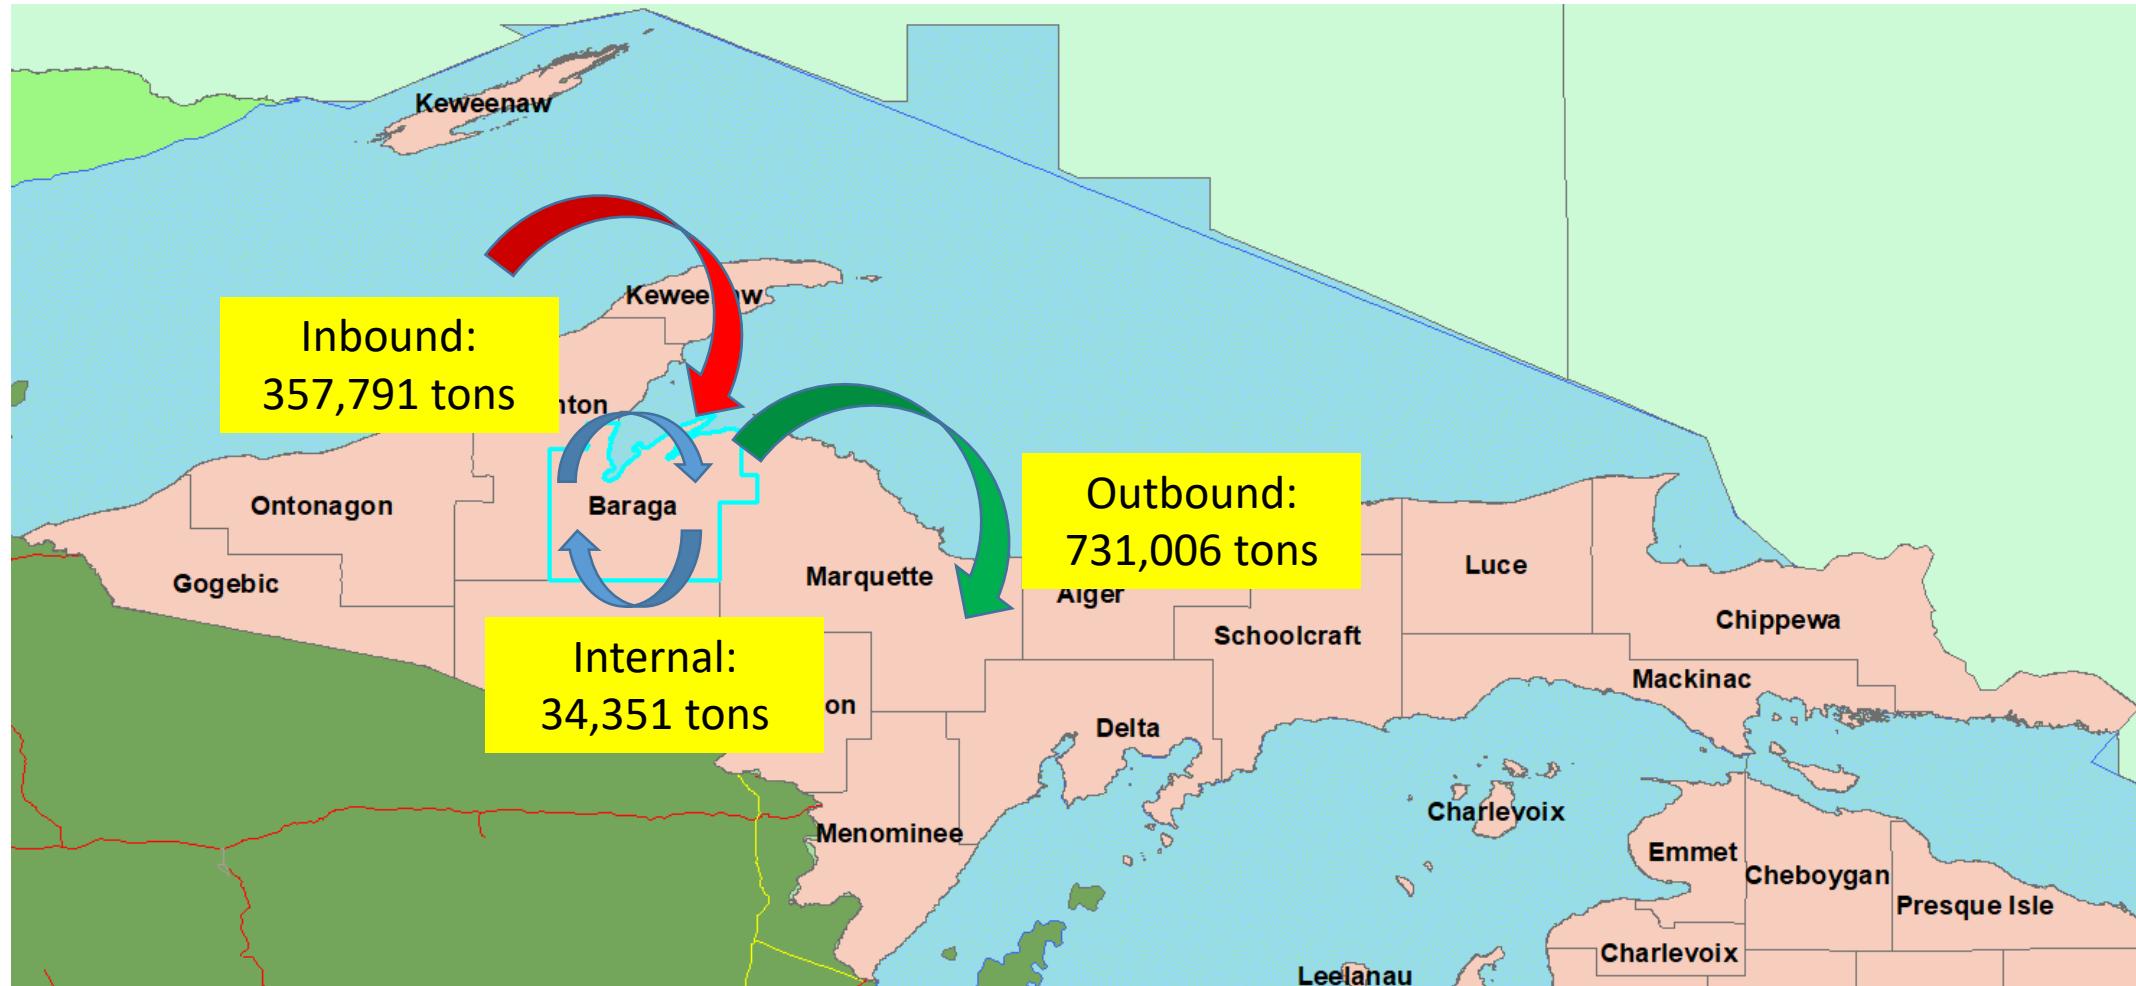 Keweenaw
Kewee
w
Inbound:
357,791 tons
nton
Outbound:
731,006 tons
Ontonagon
Baraga
Luce
Gogebic
Marquette
Alger
Chippewa
Schoolcraft
Internal:
34,351 tons
Mackinac
on
Delta
Charlevoix
Menominee
Emmet
Cheboygan
Presque Isle
Charlevoix
Leelanau